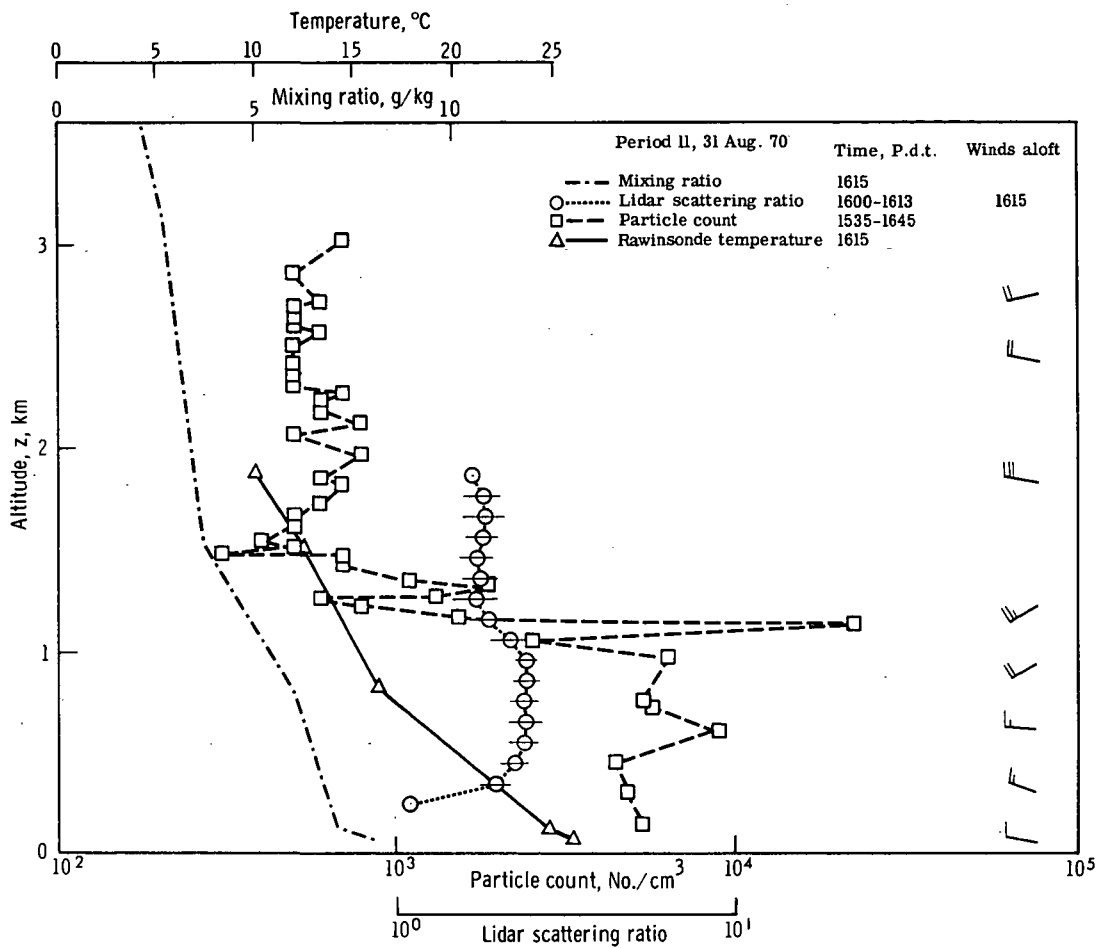 Temperature, °C
0 5 10 15 20 25
Mixing ratio, g/kg
0 5 10
Period 11, 31 Aug. 70 Time, P.d.t. Winds aloft
Mixing ratio 1615
Lidar scattering ratio 1600-1613 1615
Particle count 1535-1645
Rawinsonde temperature 1615
Altitude, z, km
3
2
1
0
10² 10³ 10⁴ 10⁵
Particle count, No./cm³
10⁰ 10¹
Lidar scattering ratio